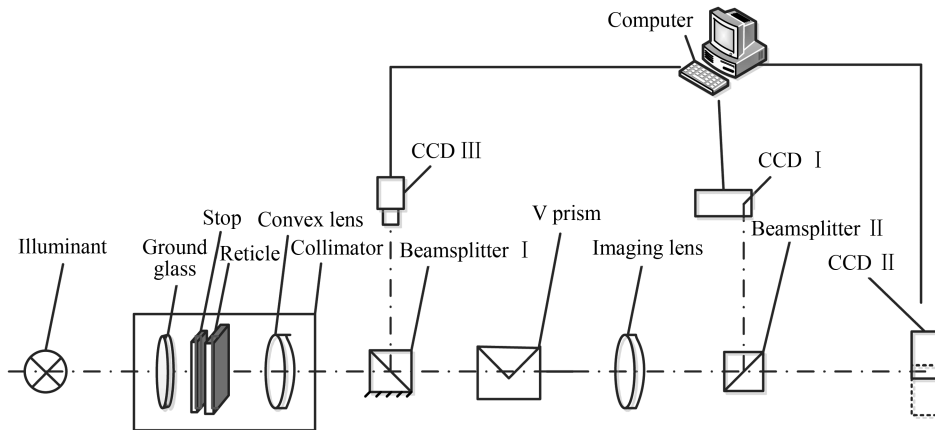 Computer
CCD Ⅲ
CCD Ⅰ
Stop
Convex lens
V prism
Illuminant
Ground
glass
Reticle
Collimator
Beamsplitter Ⅰ
Imaging lens
Beamsplitter Ⅱ
CCD Ⅱ